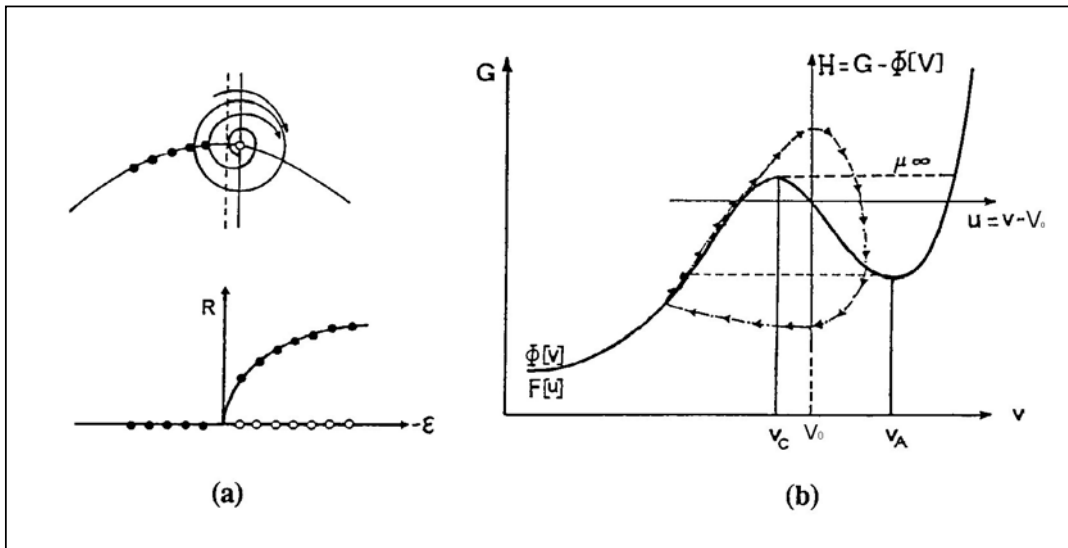 R
-ε
(a)
G
H=G-Φ[V]
μ∞
u=v-V₀
Φ[v]
F[u]
v_C
V₀
v_A
v
(b)